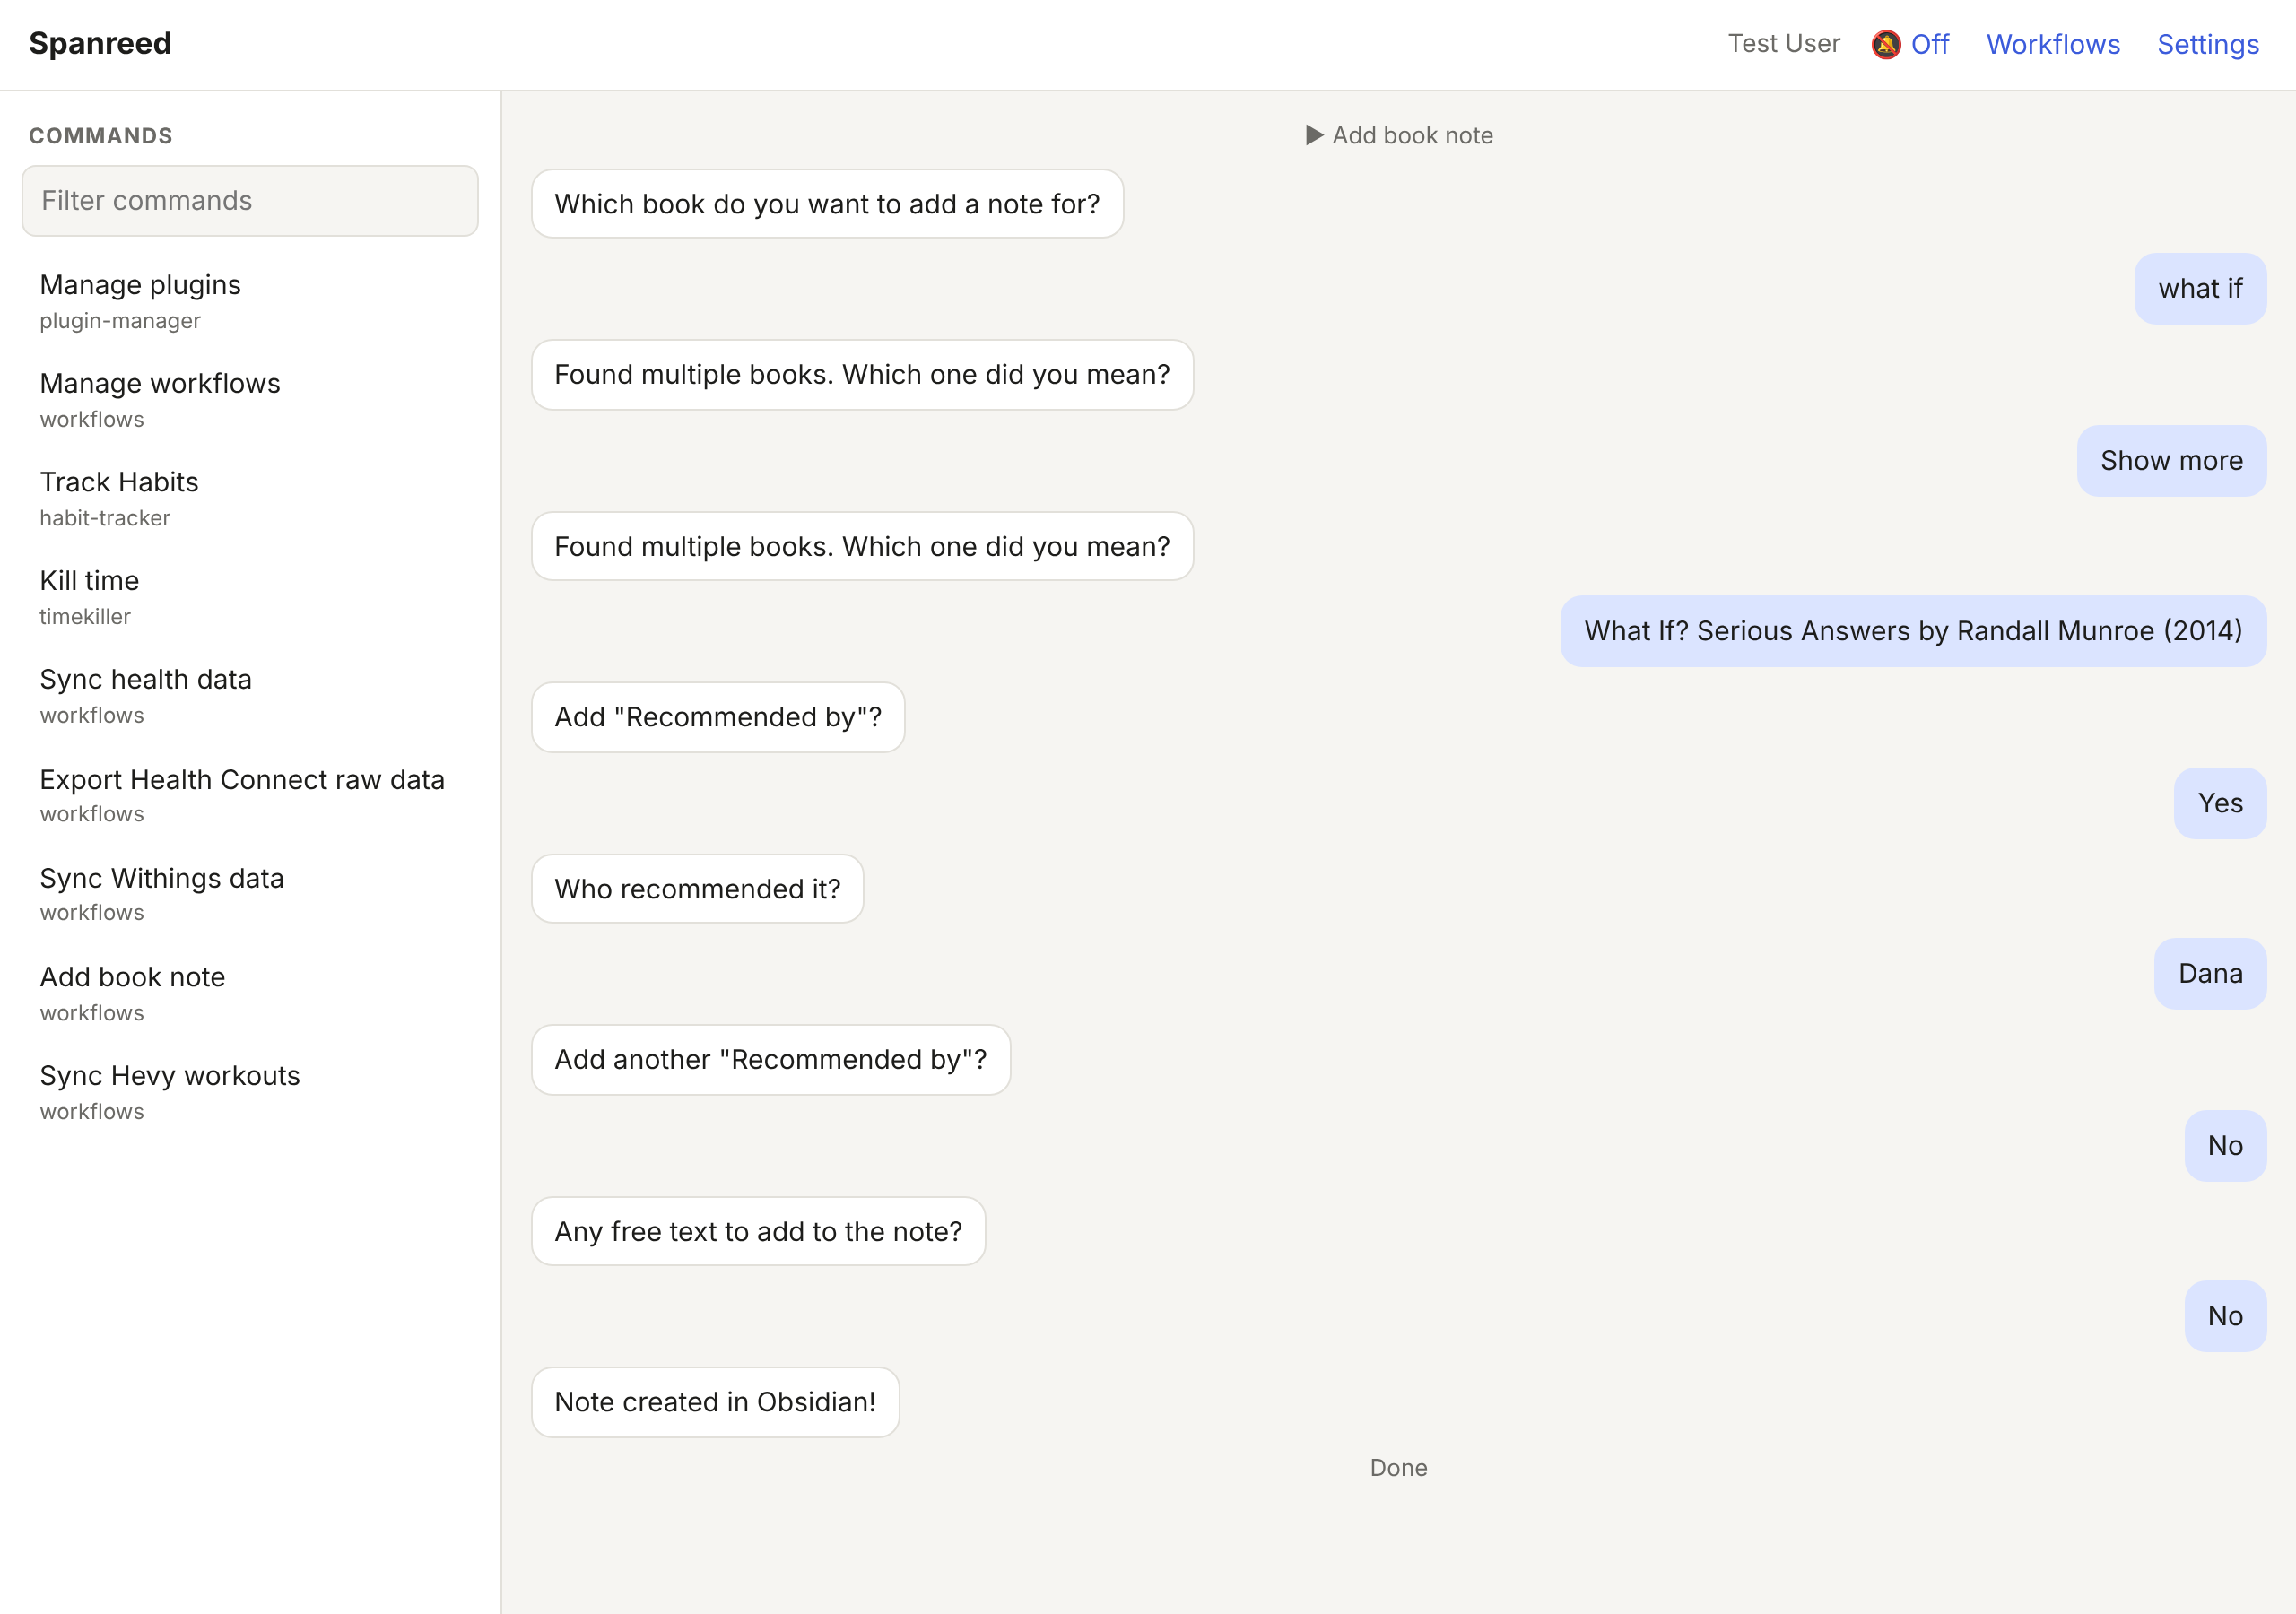 Spanreed
Test User
Off
Workflows
Settings
COMMANDS
Filter commands
Manage plugins
plugin-manager
Manage workflows
workflows
Track Habits
habit-tracker
Kill time
timekiller
Sync health data
workflows
Export Health Connect raw data
workflows
Sync Withings data
workflows
Add book note
workflows
Sync Hevy workouts
workflows
▶ Add book note
Which book do you want to add a note for?
what if
Found multiple books. Which one did you mean?
Show more
Found multiple books. Which one did you mean?
What If? Serious Answers by Randall Munroe (2014)
Add "Recommended by"?
Yes
Who recommended it?
Dana
Add another "Recommended by"?
No
Any free text to add to the note?
No
Note created in Obsidian!
Done